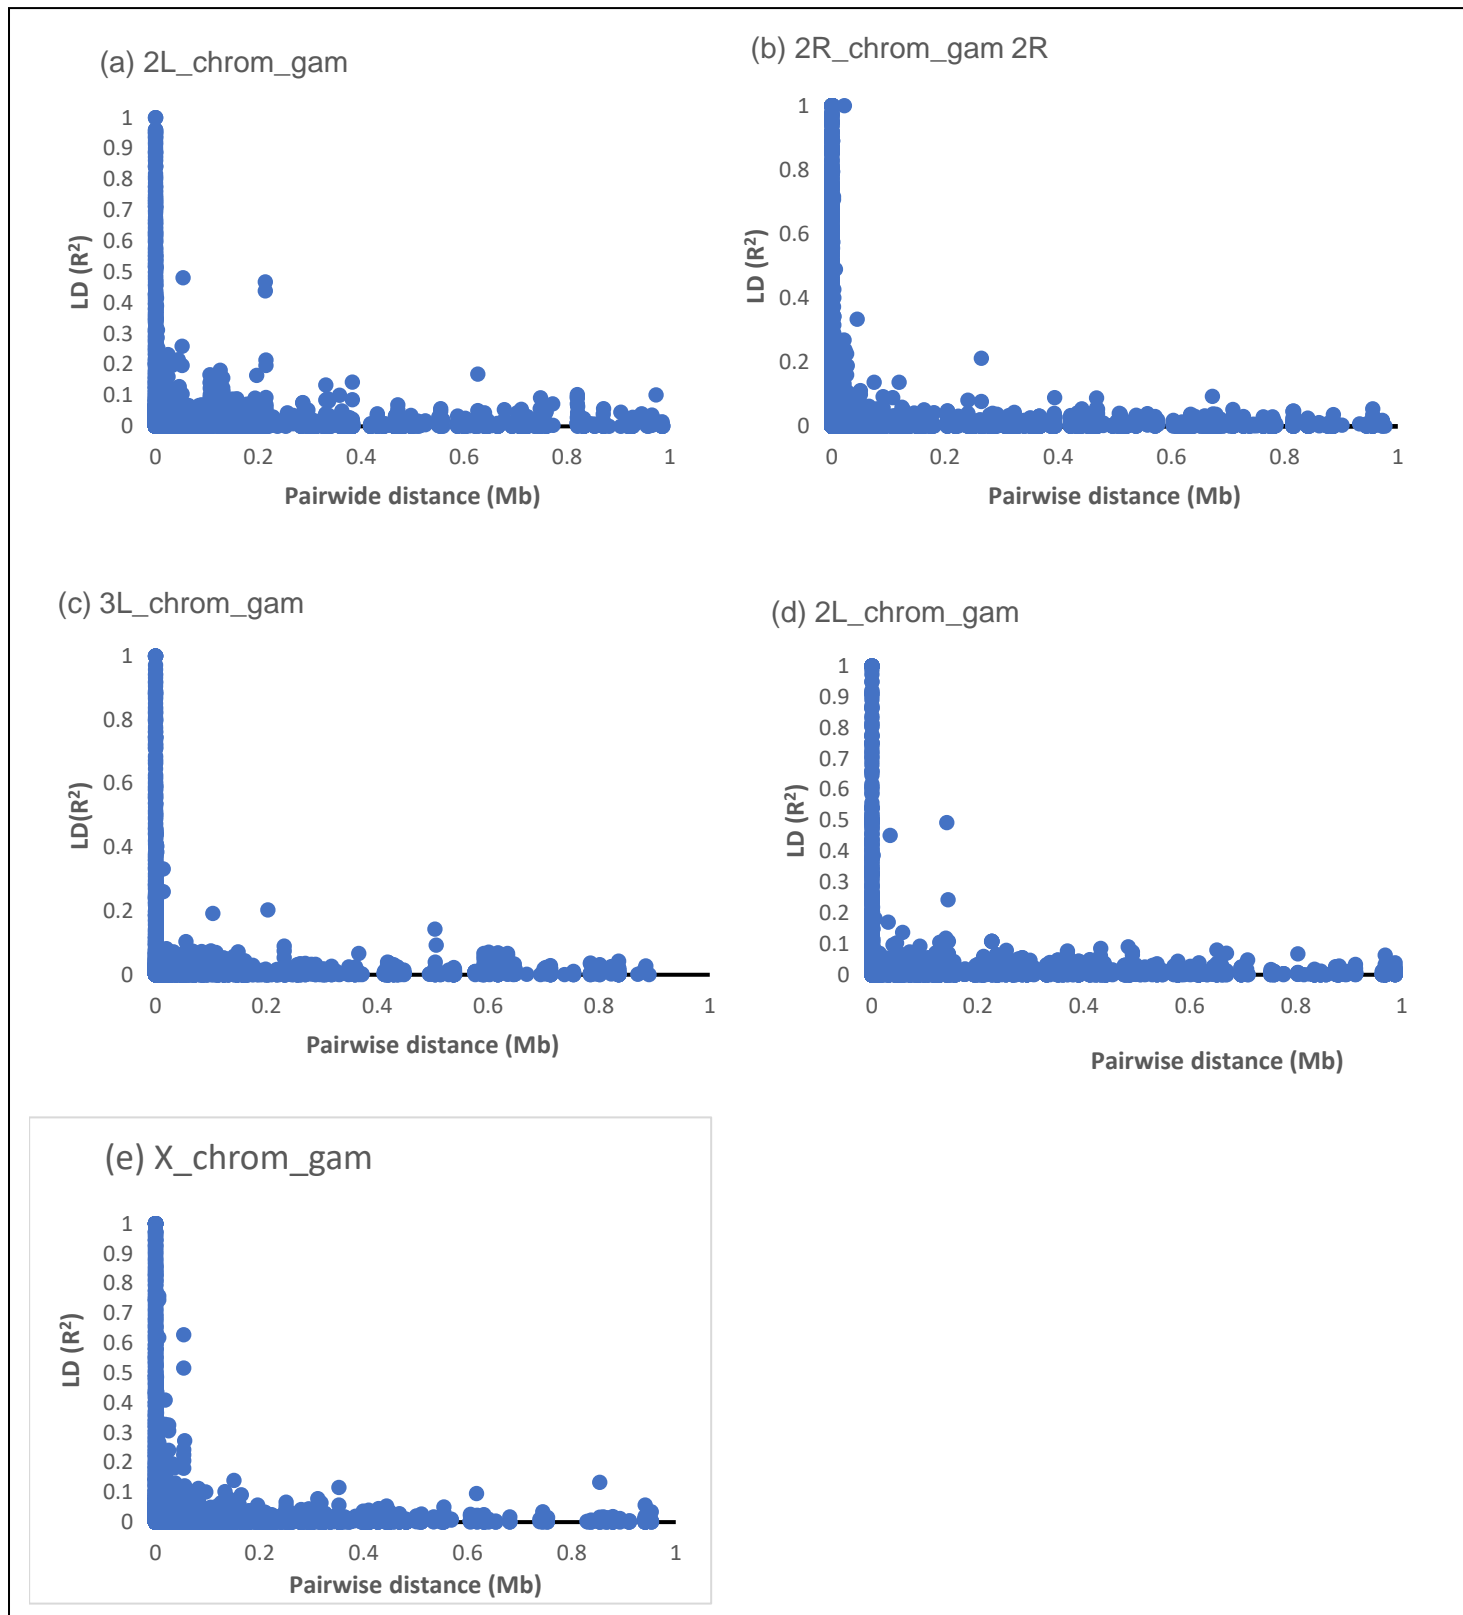 (a) 2L_chrom_gam
1
0.9
0.8
0.7
0.6
0.5
0.4
0.3
0.2
0.1
0
LD (R²)
0 0.2 0.4 0.6 0.8 1
Pairwide distance (Mb)
(b) 2R_chrom_gam 2R
1
0.8
0.6
0.4
0.2
0
LD (R²)
0 0.2 0.4 0.6 0.8 1
Pairwise distance (Mb)
(c) 3L_chrom_gam
1
0.8
0.6
0.4
0.2
0
LD(R²)
0 0.2 0.4 0.6 0.8 1
Pairwise distance (Mb)
(d) 2L_chrom_gam
1
0.9
0.8
0.7
0.6
0.5
0.4
0.3
0.2
0.1
0
LD (R²)
0 0.2 0.4 0.6 0.8 1
Pairwise distance (Mb)
(e) X_chrom_gam
1
0.9
0.8
0.7
0.6
0.5
0.4
0.3
0.2
0.1
0
LD (R²)
0 0.2 0.4 0.6 0.8 1
Pairwise distance (Mb)